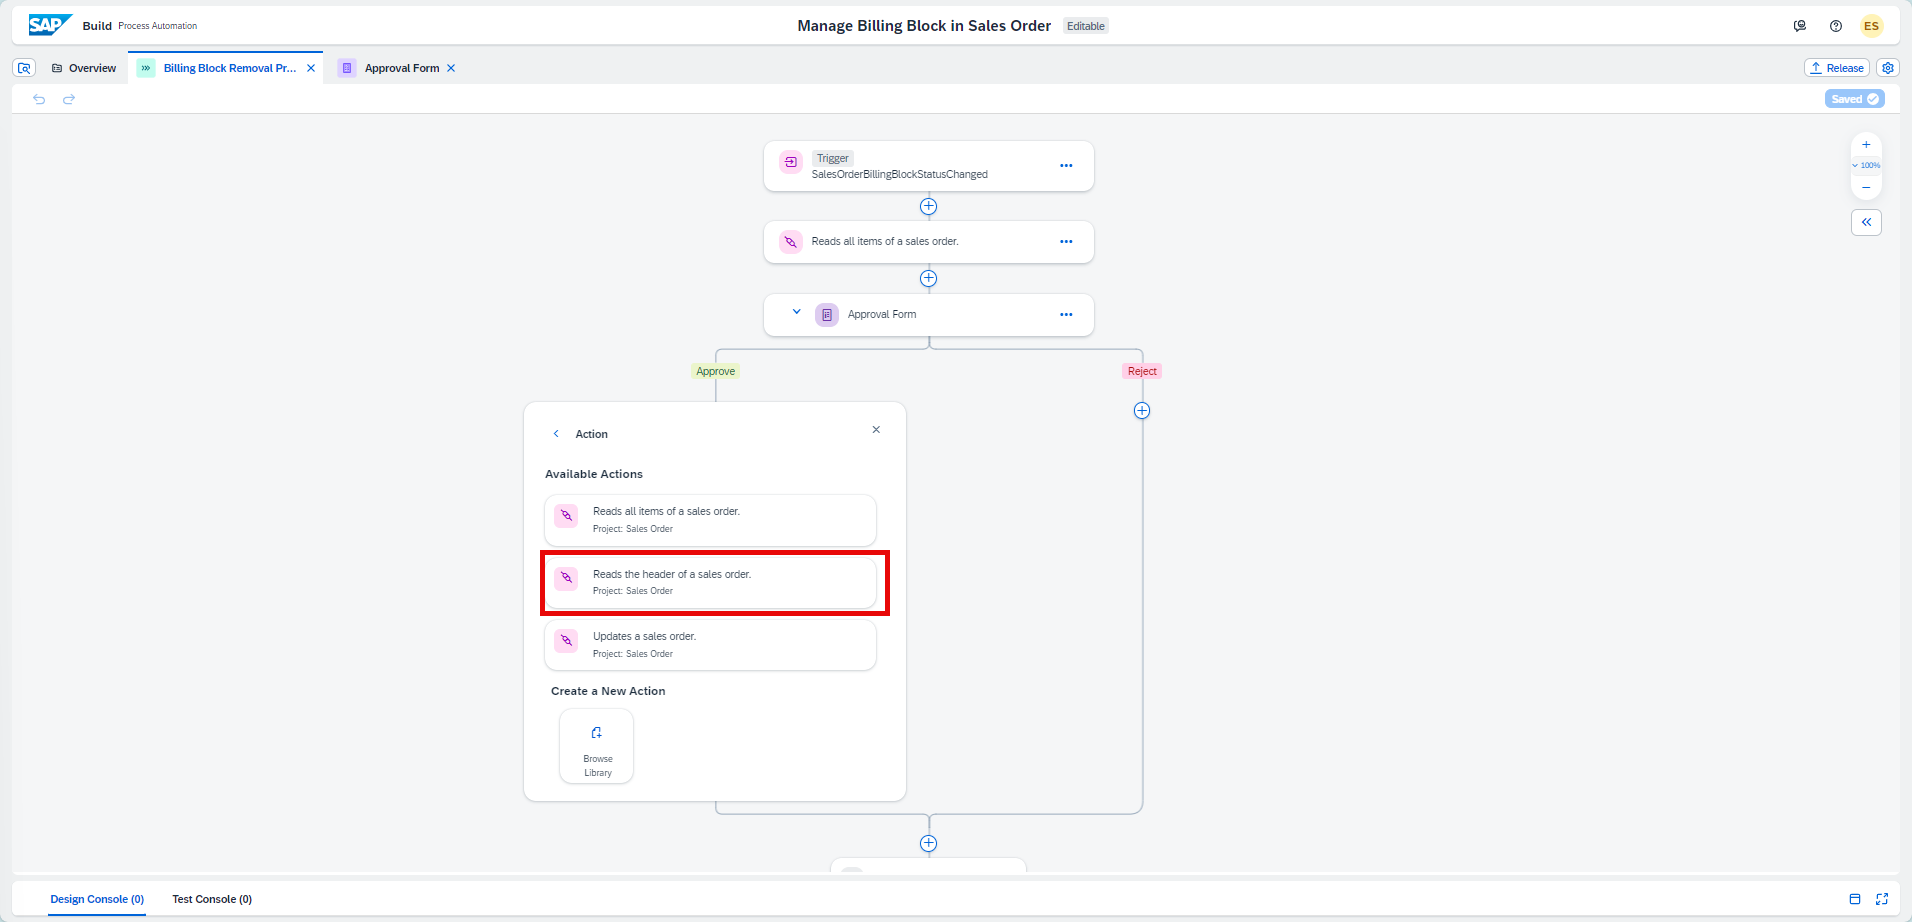 SAP Build Process Automation
Manage Billing Block in Sales Order Editable
ES
Overview
Billing Block Removal Pr...
Approval Form
Release
Saved
Trigger
SalesOrderBillingBlockStatusChanged
100%
Reads all items of a sales order.
Approval Form
Approve
Reject
Action
Available Actions
Reads all items of a sales order.
Project: Sales Order
Reads the header of a sales order.
Project: Sales Order
Updates a sales order.
Project: Sales Order
Create a New Action
Browse
Library
Design Console (0)
Test Console (0)